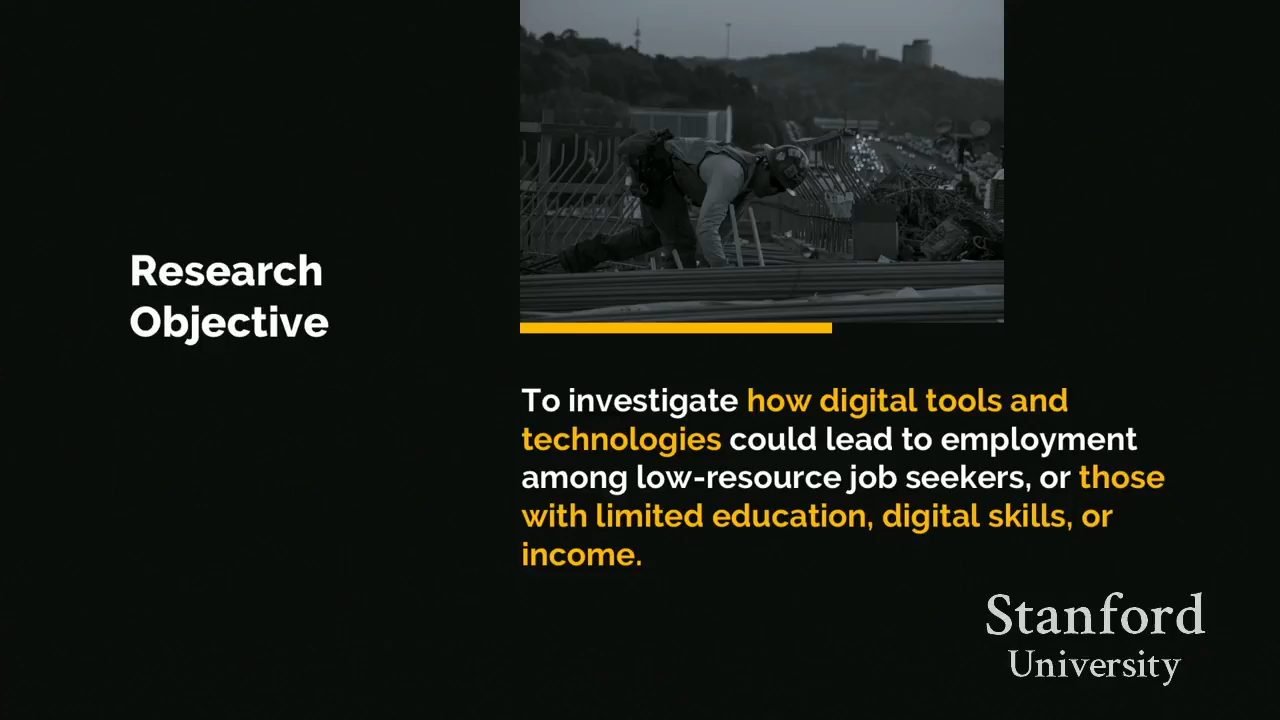 Research
Objective
To investigate how digital tools and
technologies could lead to employment
among low-resource job seekers, or those
with limited education, digital skills, or
income.
Stanford
University